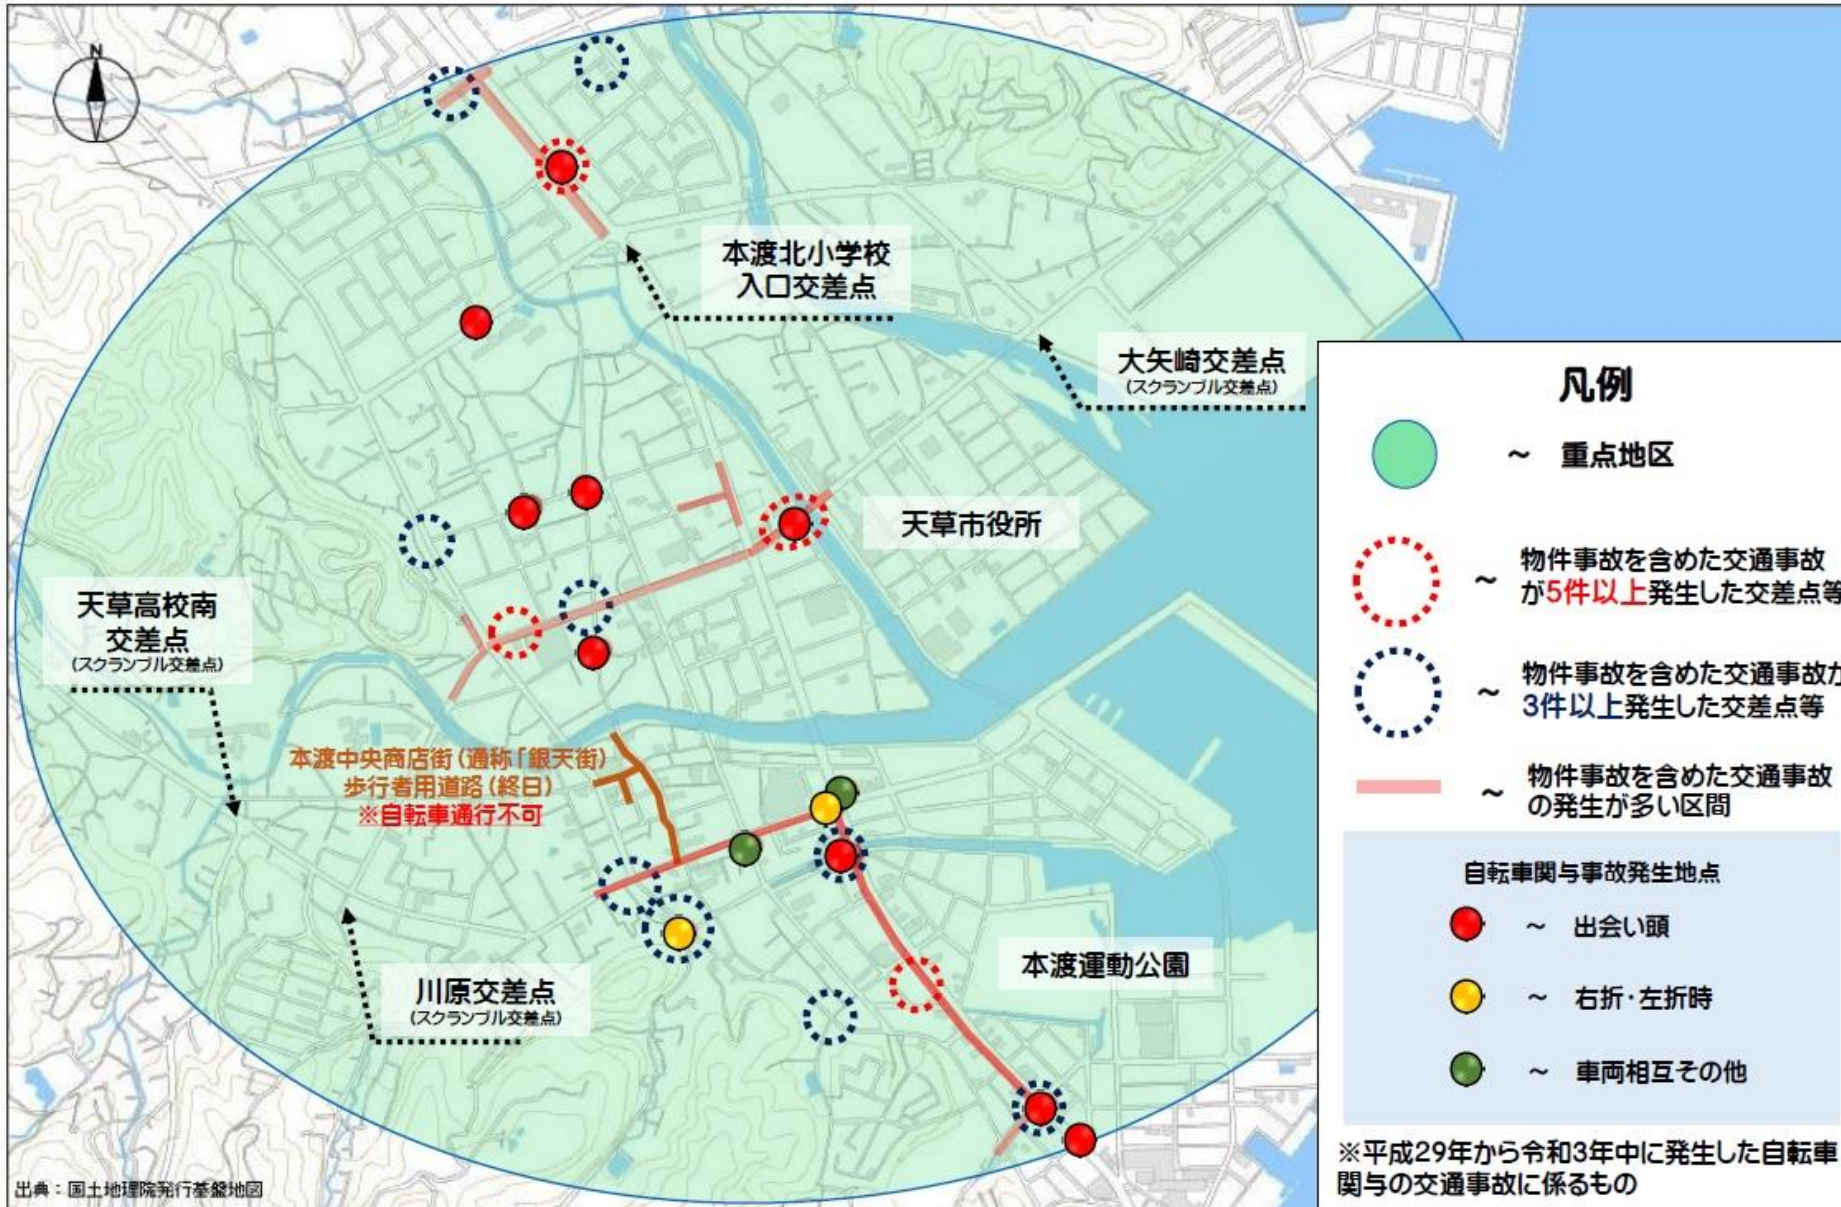 N
本渡北小学校
入口交差点
大矢崎交差点
(スクランブル交差点)
天草市役所
天草高校南
交差点
(スクランブル交差点)
本渡中央商店街(通称「銀天街)
歩行者用道路(終日)
※自転車通行不可
川原交差点
(スクランブル交差点)
本渡運動公園
出典:国土地理院発行基盤地図
凡例
~ 重点地区
~ 物件事故を含めた交通事故
が5件以上発生した交差点等
~ 物件事故を含めた交通事故が
3件以上発生した交差点等
~ 物件事故を含めた交通事故
の発生が多い区間
自転車関与事故発生地点
~ 出会い頭
~ 右折・左折時
~ 車両相互その他
※平成29年から令和3年中に発生した自転車
関与の交通事故に係るもの